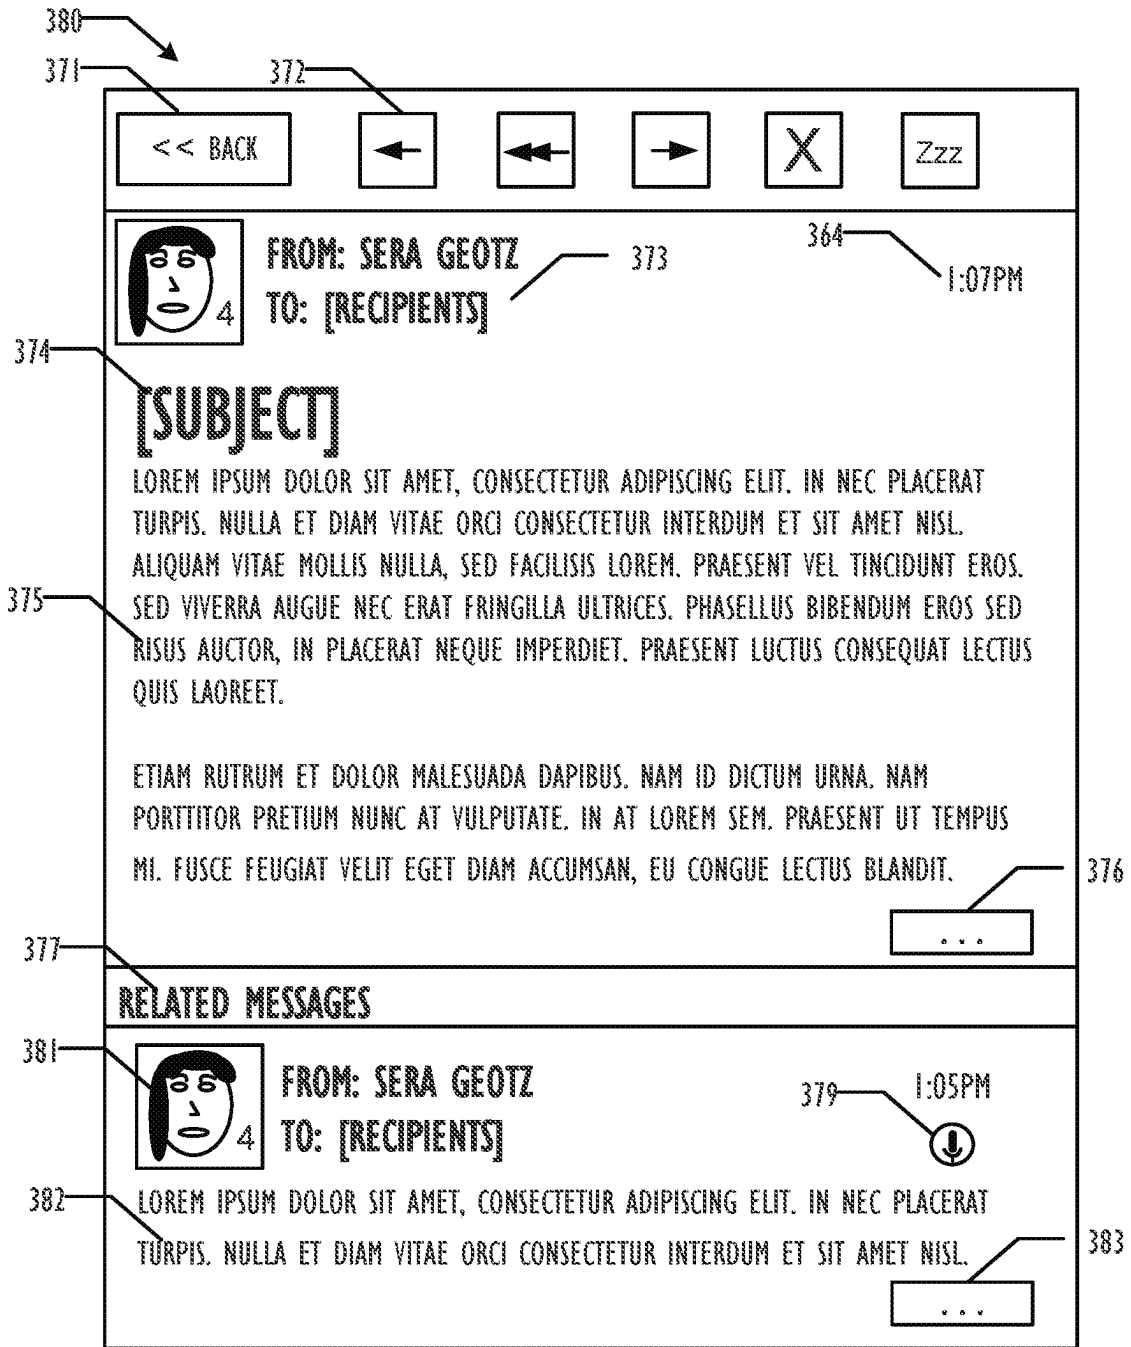 380
371
372
<< BACK
X
Zzz
364
FROM: SERA GEOTZ
373
1:07PM
TO: [RECIPIENTS]
4
374
[SUBJECT]
LOREM IPSUM DOLOR SIT AMET, CONSECTETUR ADIPISCING ELIT. IN NEC PLACERAT
TURPIS. NULLA ET DIAM VITAE ORCI CONSECTETUR INTERDUM ET SIT AMET NISL.
ALIQUAM VITAE MOLLIS NULLA, SED FACILISIS LOREM. PRAESENT VEL TINCIDUNT EROS.
375
SED VIVERRA AUGUE NEC ERAT FRINGILLA ULTRICES. PHASELLUS BIBENDUM EROS SED
RISUS AUCTOR, IN PLACERAT NEQUE IMPERDIET. PRAESENT LUCTUS CONSEQUAT LECTUS
QUIS LAOREET.
ETIAM RUTRUM ET DOLOR MALESUADA DAPIBUS. NAM ID DICTUM URNA. NAM
PORTTITOR PRETIUM NUNC AT VULPUTATE. IN AT LOREM SEM. PRAESENT UT TEMPUS
MI. FUSCE FEUGIAT VELIT EGET DIAM ACCUMSAN, EU CONGUE LECTUS BLANDIT.
376
...
377
RELATED MESSAGES
381
FROM: SERA GEOTZ
379
1:05PM
TO: [RECIPIENTS]
4
382
LOREM IPSUM DOLOR SIT AMET, CONSECTETUR ADIPISCING ELIT. IN NEC PLACERAT
TURPIS. NULLA ET DIAM VITAE ORCI CONSECTETUR INTERDUM ET SIT AMET NISL.
383
...